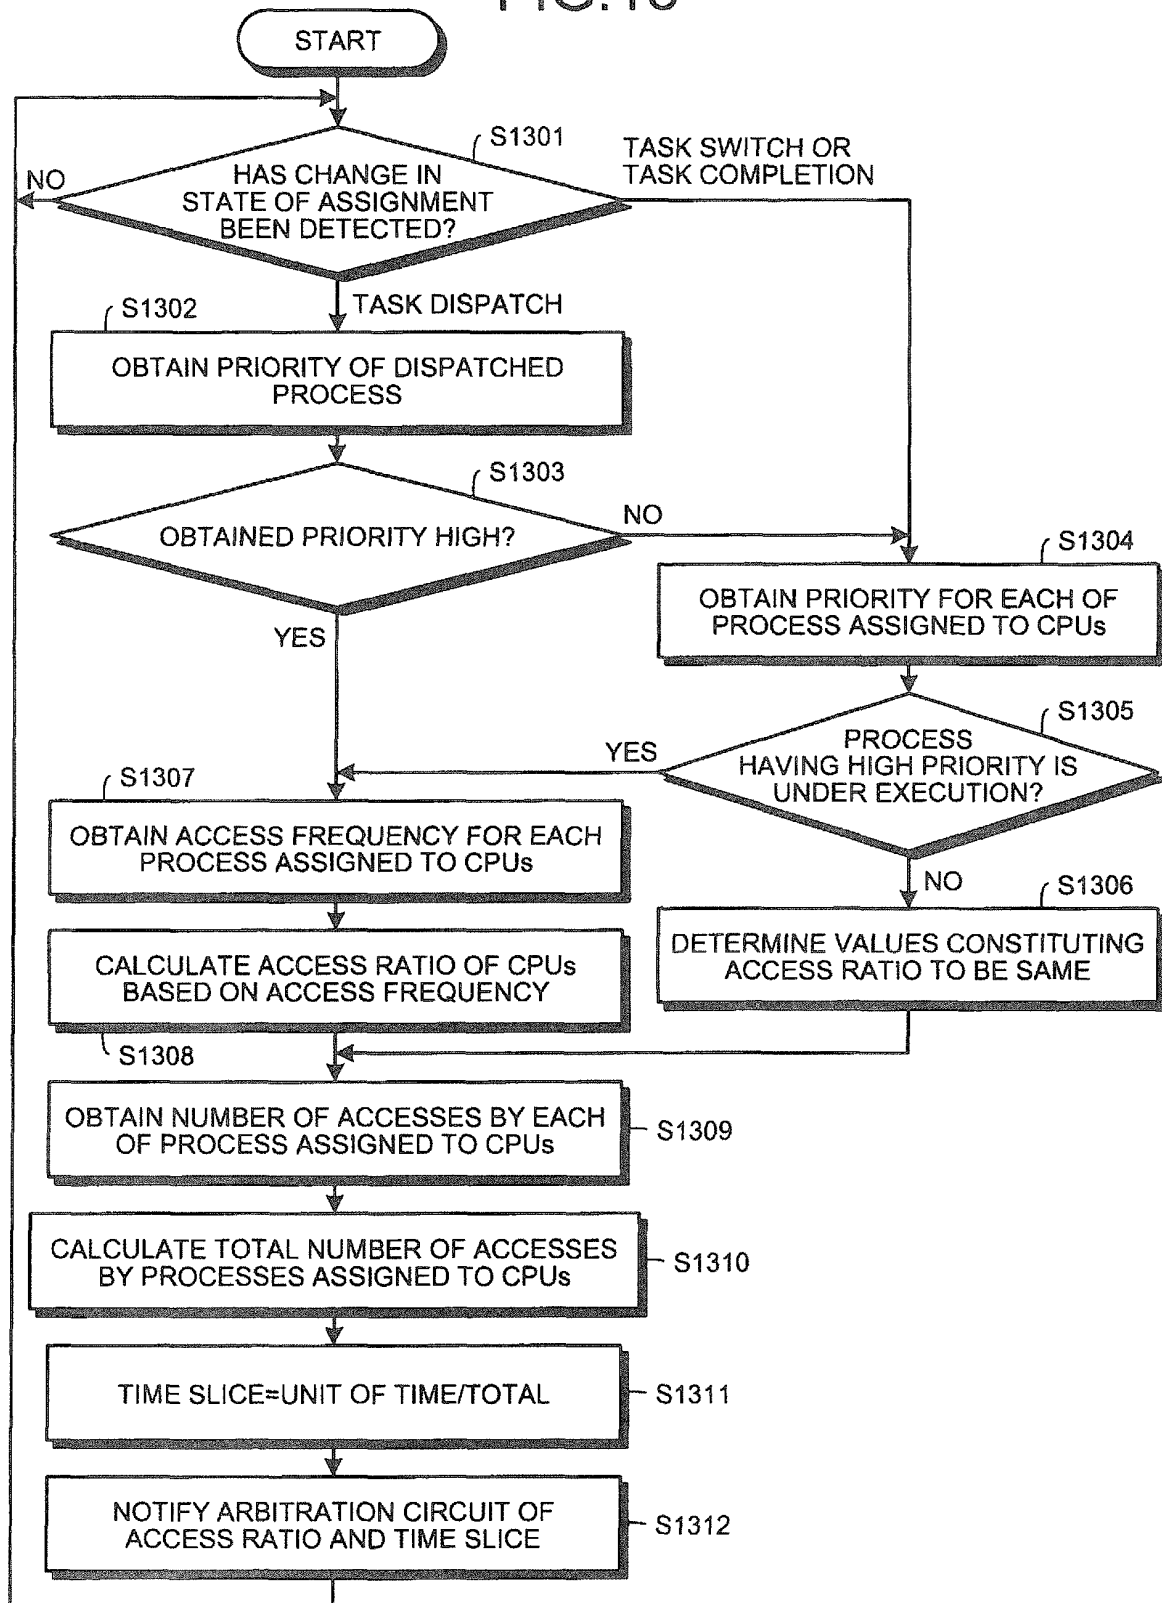 START
S1301
TASK SWITCH OR
TASK COMPLETION
NO
HAS CHANGE IN
STATE OF ASSIGNMENT
BEEN DETECTED?
S1302
TASK DISPATCH
OBTAIN PRIORITY OF DISPATCHED
PROCESS
S1303
OBTAINED PRIORITY HIGH?
NO
S1304
OBTAIN PRIORITY FOR EACH OF
PROCESS ASSIGNED TO CPUs
YES
S1305
PROCESS
HAVING HIGH PRIORITY IS
UNDER EXECUTION?
YES
S1307
OBTAIN ACCESS FREQUENCY FOR EACH
PROCESS ASSIGNED TO CPUs
NO
S1306
DETERMINE VALUES CONSTITUTING
ACCESS RATIO TO BE SAME
CALCULATE ACCESS RATIO OF CPUs
BASED ON ACCESS FREQUENCY
S1308
OBTAIN NUMBER OF ACCESSES BY EACH
OF PROCESS ASSIGNED TO CPUs
S1309
CALCULATE TOTAL NUMBER OF ACCESSES
BY PROCESSES ASSIGNED TO CPUs
S1310
TIME SLICE=UNIT OF TIME/TOTAL
S1311
NOTIFY ARBITRATION CIRCUIT OF
ACCESS RATIO AND TIME SLICE
S1312